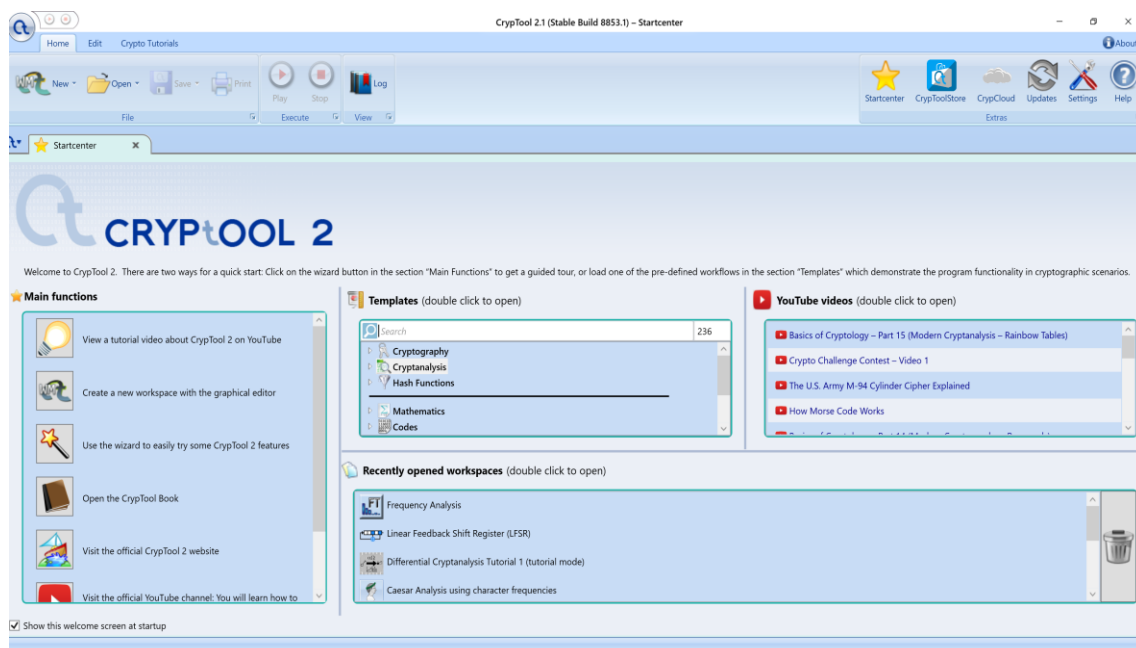 CrypTool 2.1 (Stable Build 8853.1) – Startcenter
Home Edit Crypto Tutorials
About
New Open Save Print Play Stop Log Startcenter CrypToolStore CrypCloud Updates Settings Help
File Execute View Extras
Startcenter
CRYPtOOL 2
Welcome to CrypTool 2. There are two ways for a quick start: Click on the wizard button in the section "Main Functions" to get a guided tour, or load one of the pre-defined workflows in the section "Templates" which demonstrate the program functionality in cryptographic scenarios.
Main functions
View a tutorial video about CrypTool 2 on YouTube
Create a new workspace with the graphical editor
Use the wizard to easily try some CrypTool 2 features
Open the CrypTool Book
Visit the official CrypTool 2 website
Visit the official YouTube channel: You will learn how to
Templates (double click to open)
Search 236
Cryptography
Cryptanalysis
Hash Functions
Mathematics
Codes
YouTube videos (double click to open)
Basics of Cryptology – Part 15 (Modern Cryptanalysis – Rainbow Tables)
Crypto Challenge Contest – Video 1
The U.S. Army M-94 Cylinder Cipher Explained
How Morse Code Works
Recently opened workspaces (double click to open)
Frequency Analysis
Linear Feedback Shift Register (LFSR)
Differential Cryptanalysis Tutorial 1 (tutorial mode)
Caesar Analysis using character frequencies
Show this welcome screen at startup